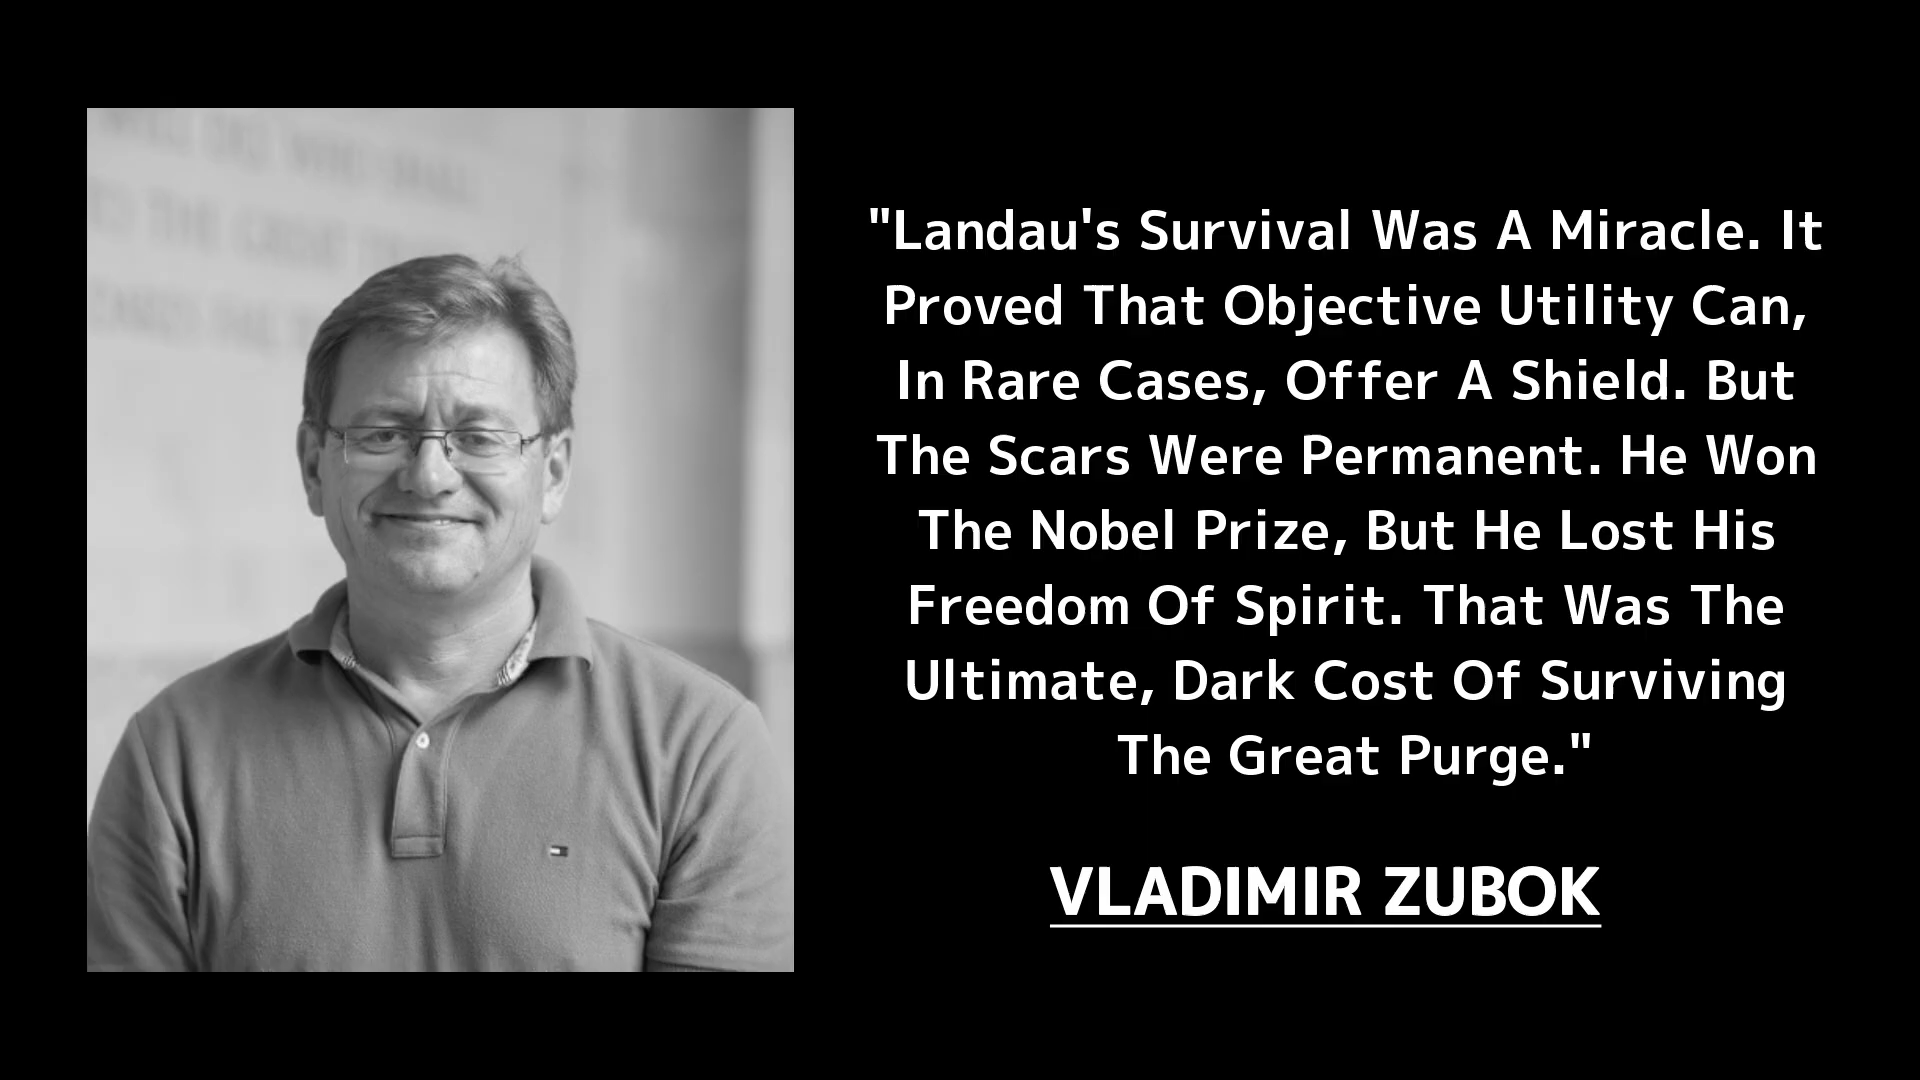 "Landau's Survival Was A Miracle. It
Proved That Objective Utility Can,
In Rare Cases, Offer A Shield. But
The Scars Were Permanent. He Won
The Nobel Prize, But He Lost His
Freedom Of Spirit. That Was The
Ultimate, Dark Cost Of Surviving
The Great Purge."
VLADIMIR ZUBOK